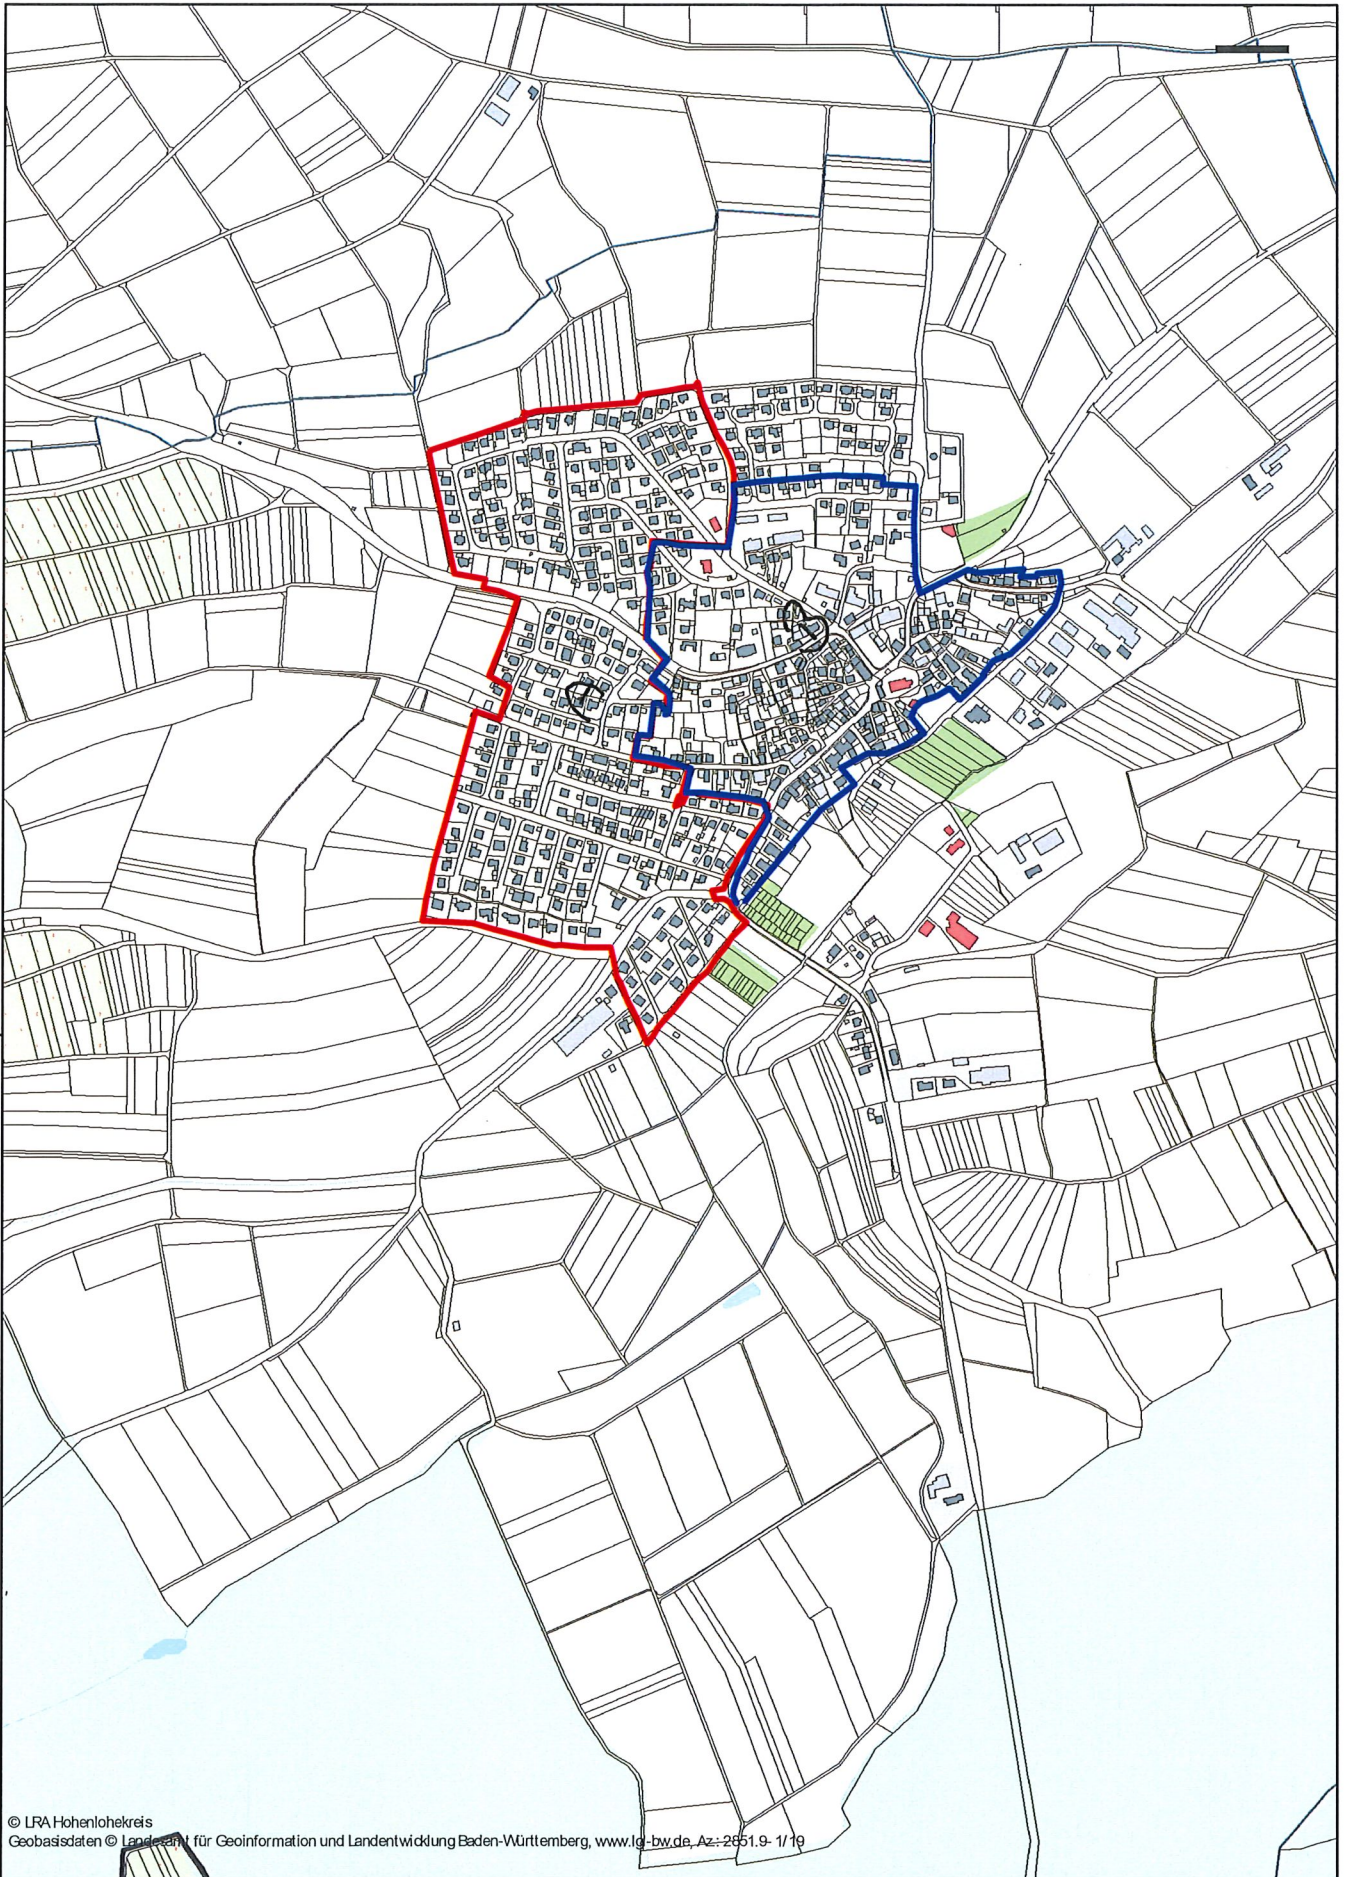 B
A
© LRA Hohenlohekreis
Geobasisdaten © Landesamt für Geoinformation und Landentwicklung Baden-Württemberg, www.lgl-bw.de, Az.: 2851.9-1/19